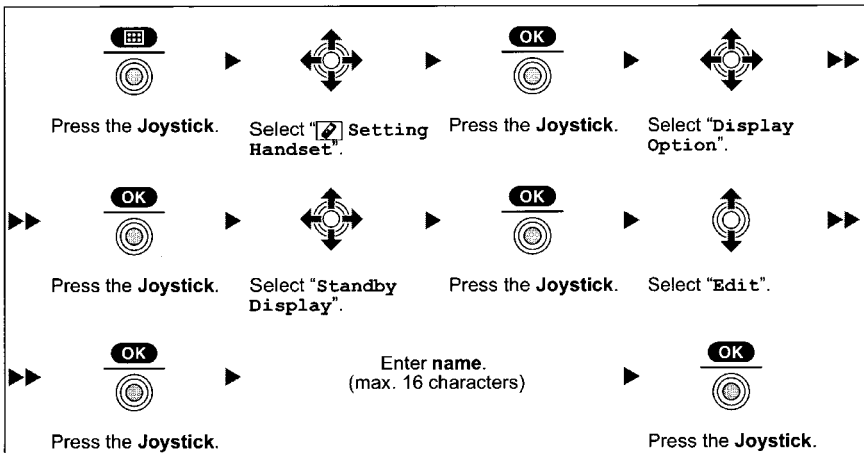 OK
Press the Joystick.
Select "Setting
Handset".
Press the Joystick.
Select "Display
Option".
OK
OK
Press the Joystick.
Select "Standby
Display".
Press the Joystick.
Select "Edit".
OK
Enter name.
(max. 16 characters)
OK
Press the Joystick.
Press the Joystick.